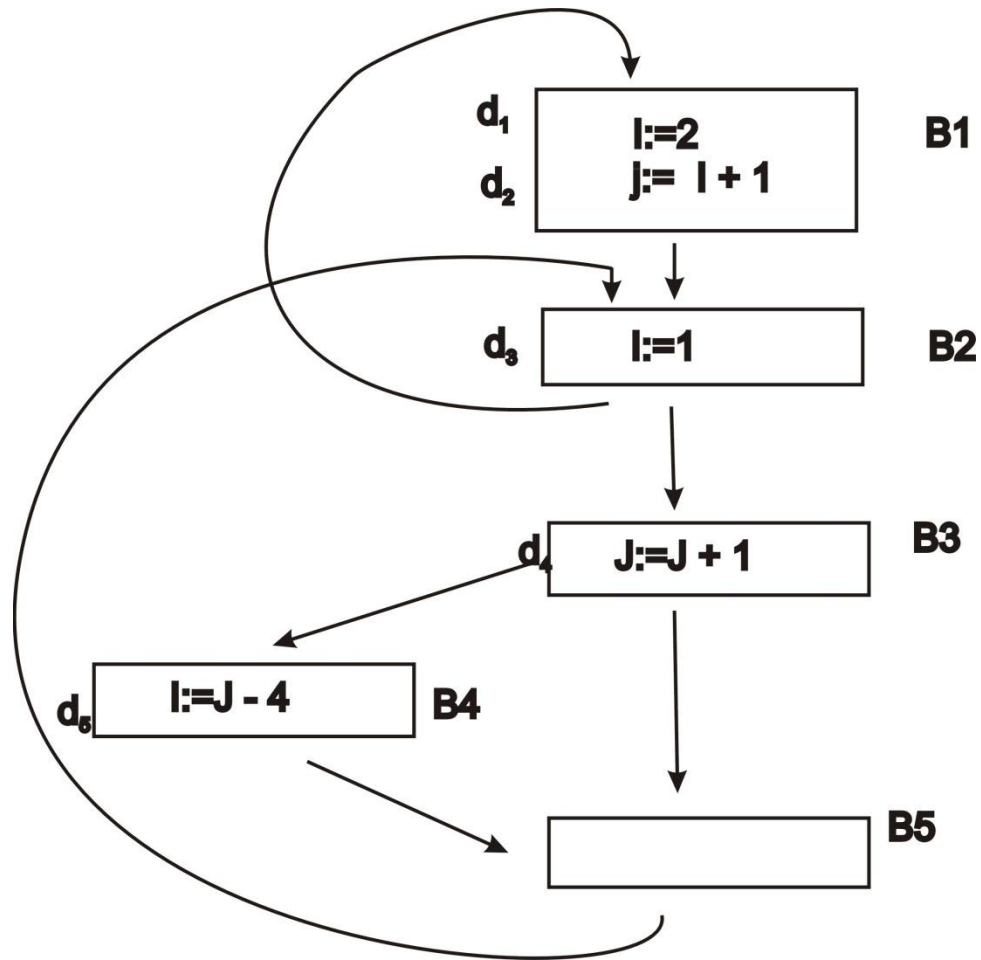 d₁ I:=2 B1
d₂ j:= I + 1
d₃ I:=1 B2
d₄ J:=J + 1 B3
d₅ I:=J - 4 B4
B5